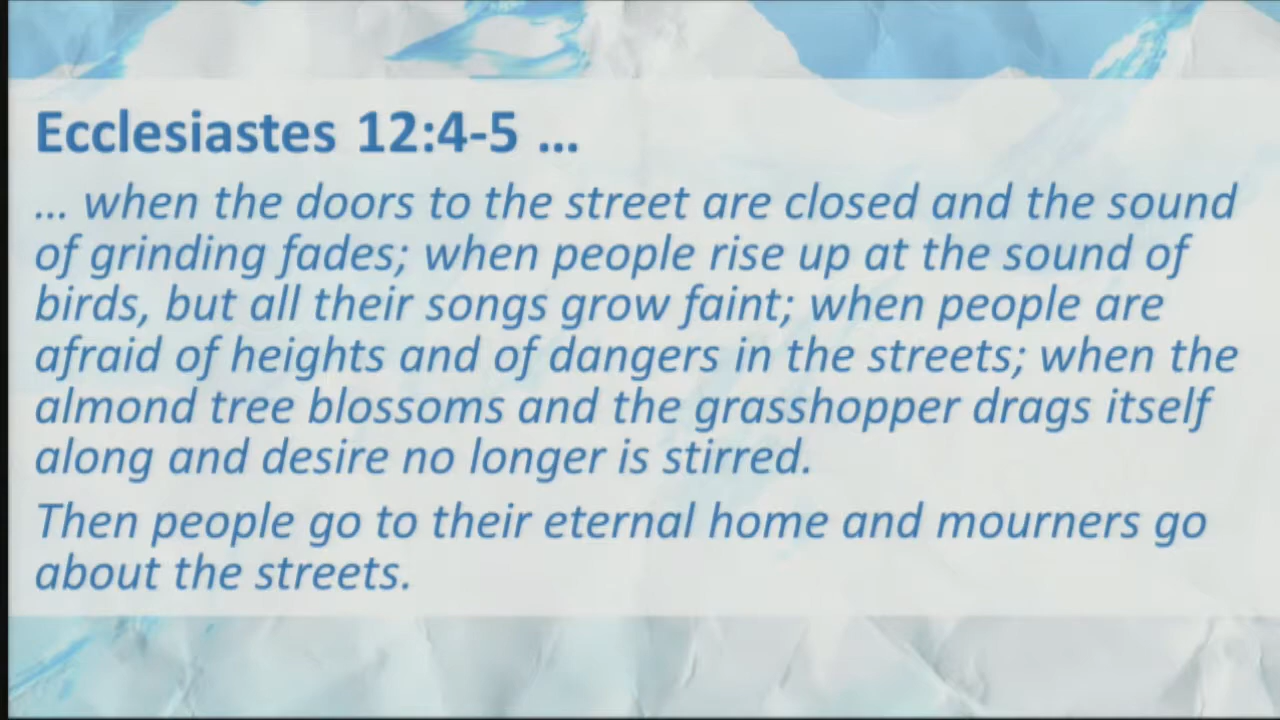 Ecclesiastes 12:4-5 ...
... when the doors to the street are closed and the sound
of grinding fades; when people rise up at the sound of
birds, but all their songs grow faint; when people are
afraid of heights and of dangers in the streets; when the
almond tree blossoms and the grasshopper drags itself
along and desire no longer is stirred.
Then people go to their eternal home and mourners go
about the streets.